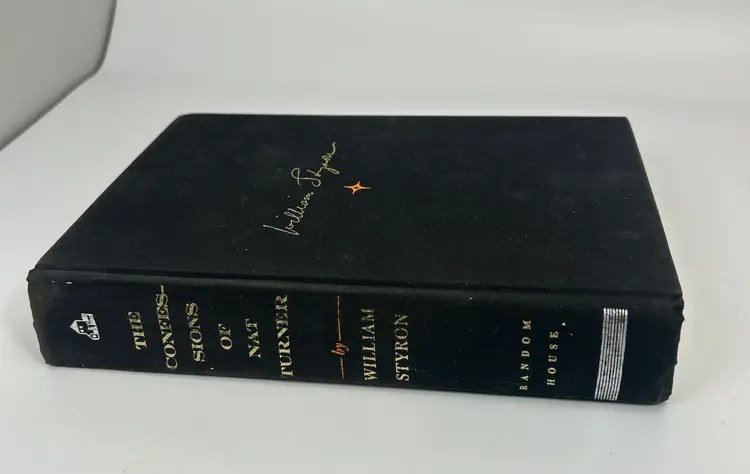 William Styron
THE
CONFES-
SIONS
OF
NAT
TURNER
by
WILLIAM
STYRON
RANDOM
HOUSE